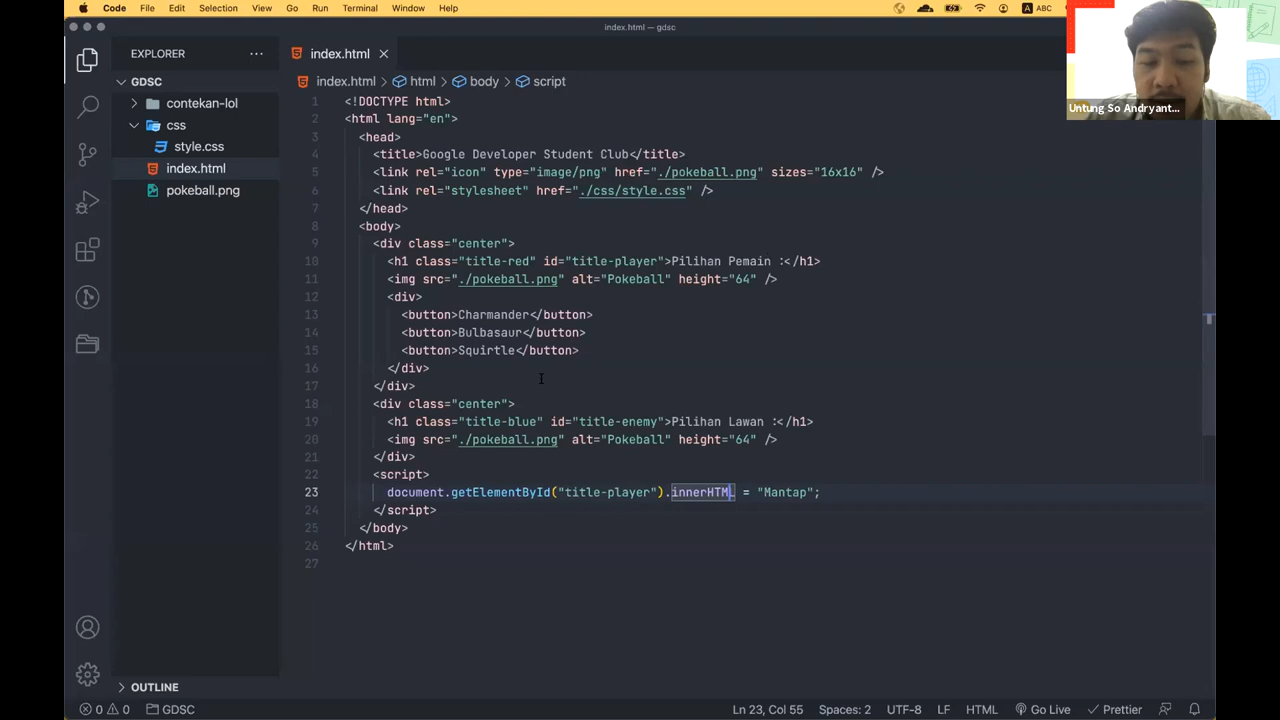 Code File Edit Selection View Go Run Terminal Window Help
A ABC
index.html — gdsc
EXPLORER
index.html
GDSC
index.html > html > body > script
contekan-lol
css
style.css
index.html
pokeball.png
1 <!DOCTYPE html>
2 <html lang="en">
3 <head>
4 <title>Google Developer Student Club</title>
5 <link rel="icon" type="image/png" href="./pokeball.png" sizes="16x16" />
6 <link rel="stylesheet" href="./css/style.css" />
7 </head>
8 <body>
9 <div class="center">
10 <h1 class="title-red" id="title-player">Pilihan Pemain :</h1>
11 <img src="./pokeball.png" alt="Pokeball" height="64" />
12 <div>
13 <button>Charmander</button>
14 <button>Bulbasaur</button>
15 <button>Squirtle</button>
16 </div>
17 </div>
18 <div class="center">
19 <h1 class="title-blue" id="title-enemy">Pilihan Lawan :</h1>
20 <img src="./pokeball.png" alt="Pokeball" height="64" />
21 </div>
22 <script>
23 document.getElementById("title-player").innerHTML = "Mantap";
24 </script>
25 </body>
26 </html>
27
Untung So Andryant...
OUTLINE
0 0 GDSC Ln 23, Col 55 Spaces: 2 UTF-8 LF HTML Go Live Prettier